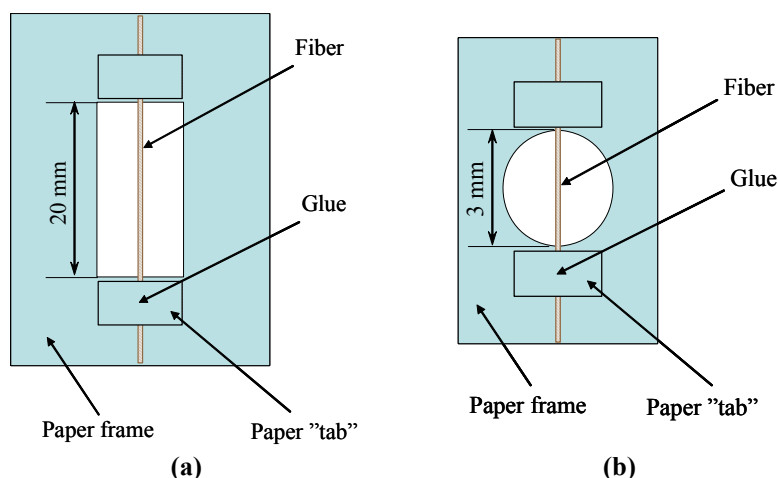 Fiber
20 mm
Glue
Paper frame
Paper ”tab”
(a)
Fiber
3 mm
Glue
Paper frame
Paper ”tab”
(b)